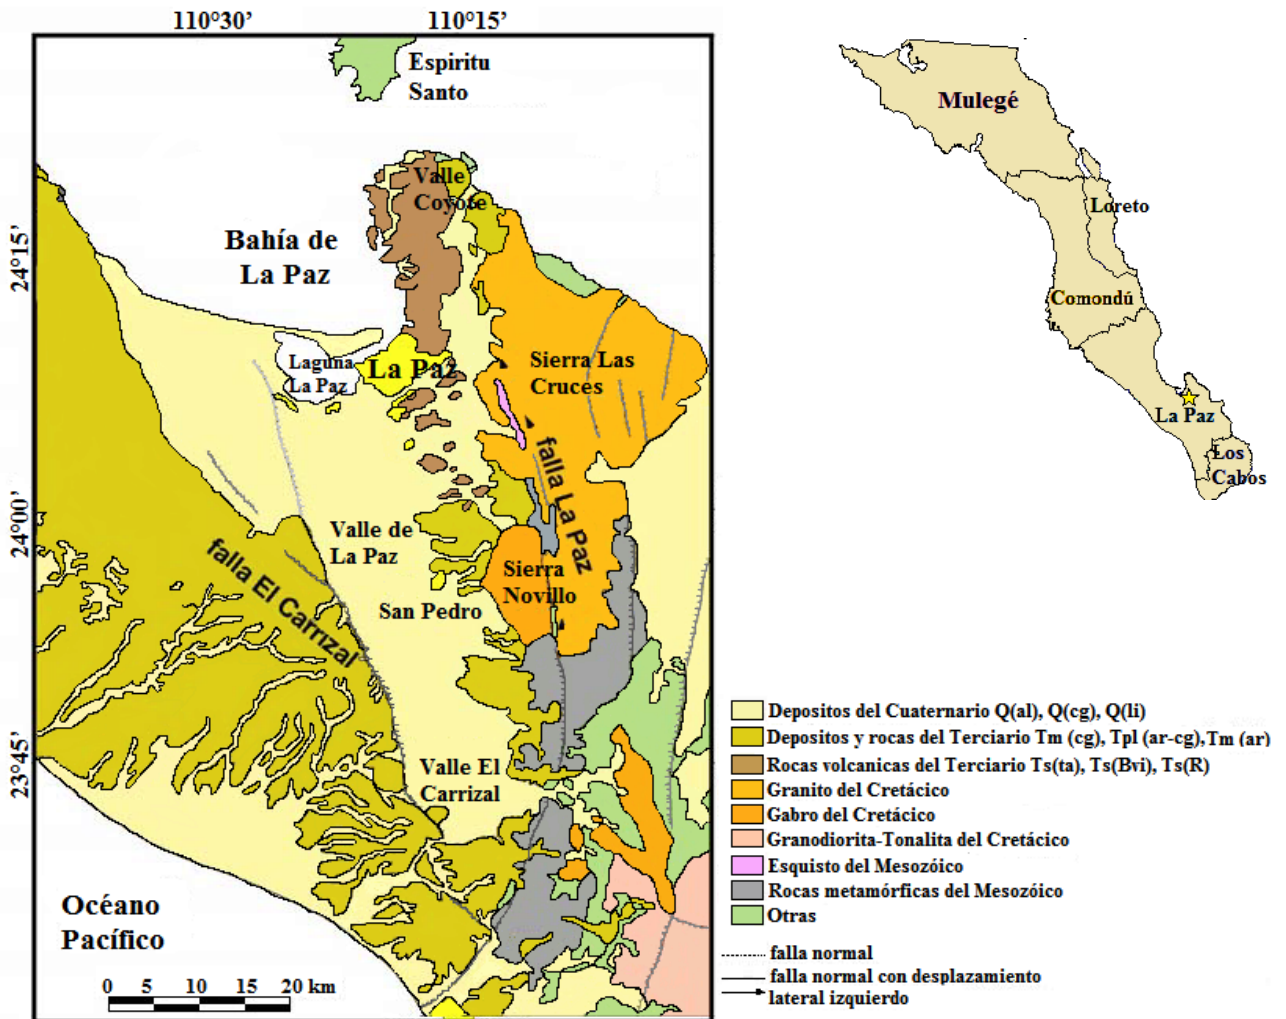 110°30’
110°15’
Espiritu
Santo
Valle
Coyote
24°15’
Bahía de
La Paz
Laguna
La Paz
La Paz
Sierra Las
Cruces
falla La Paz
24°00’
Valle de
La Paz
falla El Carrizal
Sierra
Novillo
San Pedro
23°45’
Valle El
Carrizal
Océano
Pacífico
0 5 10 15 20 km
Mulegé
Loreto
Comondú
La Paz
Los
Cabos
Depositos del Cuaternario Q(al), Q(cg), Q(li)
Depositos y rocas del Terciario Tm (cg), Tpl (ar-cg),Tm (ar)
Rocas volcanicas del Terciario Ts(ta), Ts(Bvi), Ts(R)
Granito del Cretácico
Gabro del Cretácico
Granodiorita-Tonalita del Cretácico
Esquisto del Mesozóico
Rocas metamórficas del Mesozóico
Otras
falla normal
falla normal con desplazamiento
lateral izquierdo